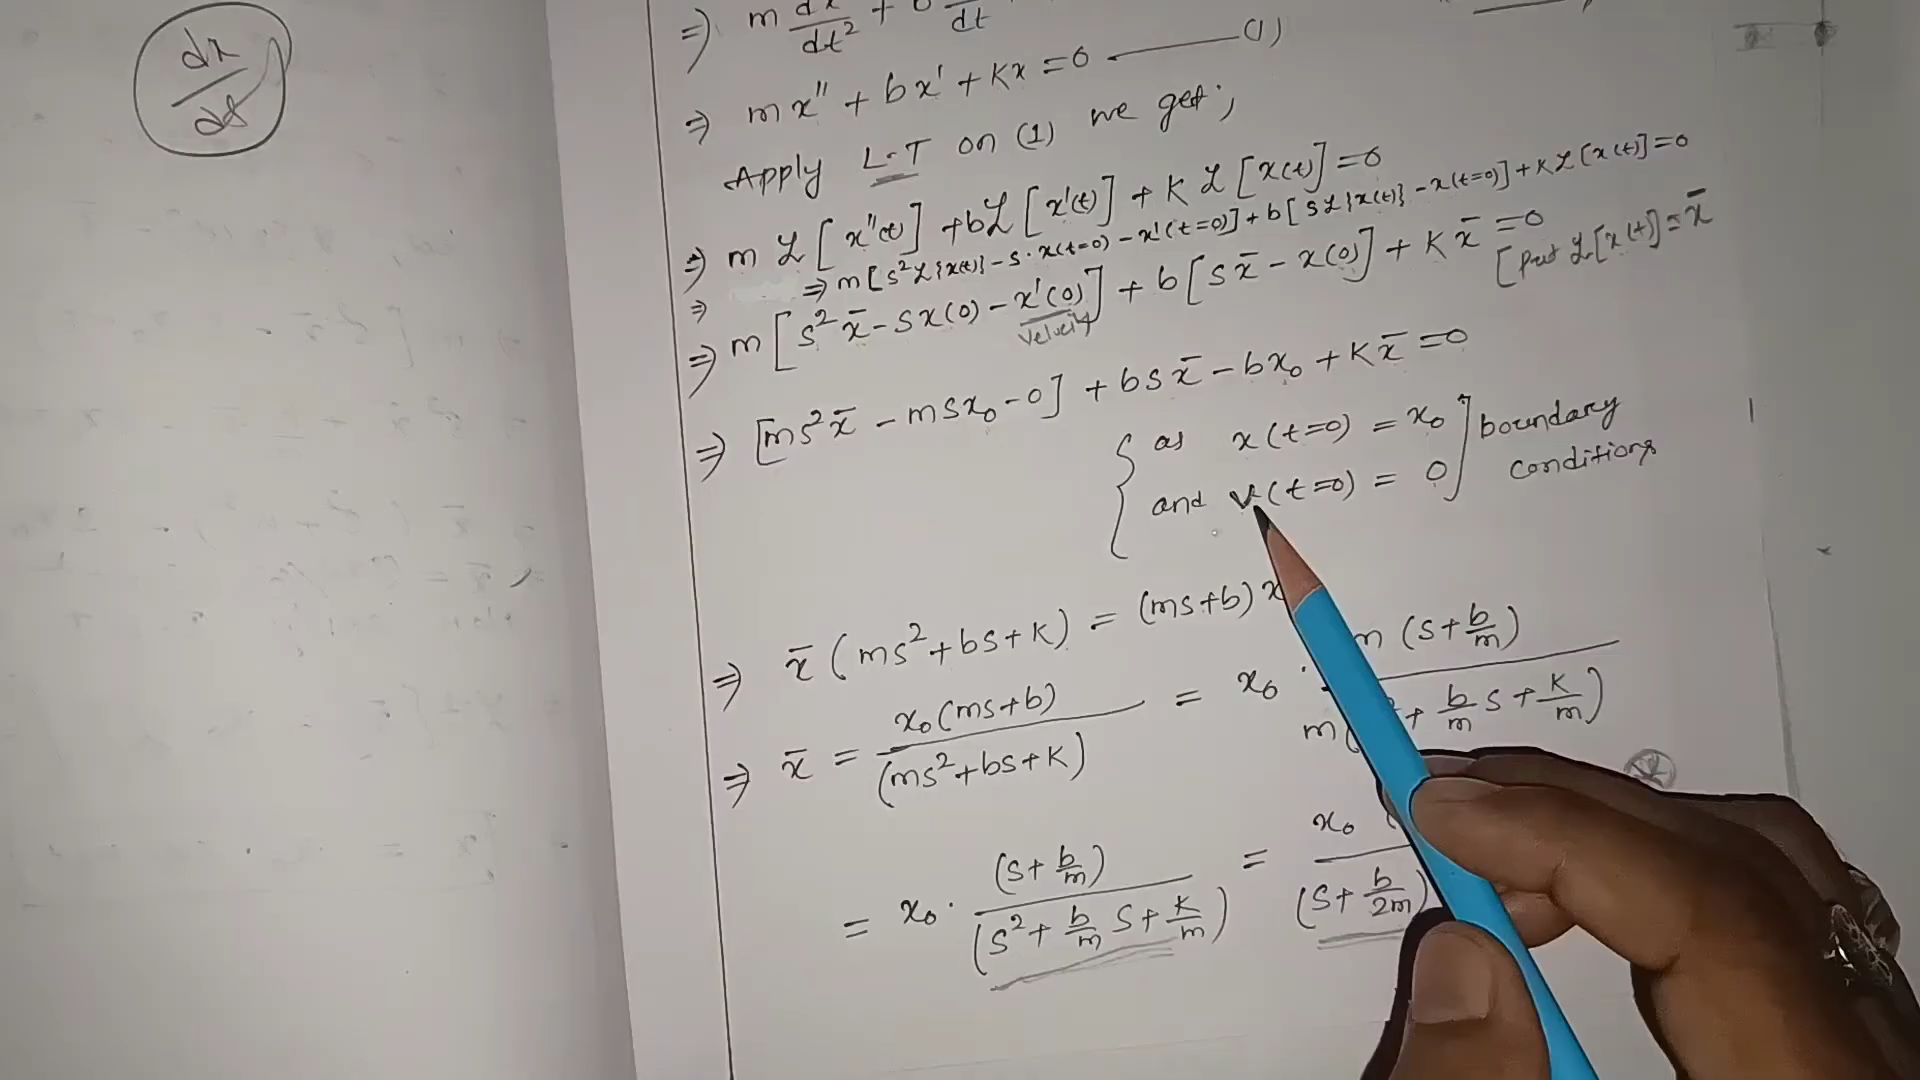 dx/dt
⇒ m dx/dt² + b /dt
⇒ mx'' + bx' + Kx = 0 ——— (1)
Apply L-T on (1) we get;
⇒ m ℒ[x''(t)] + bℒ[x'(t)] + K ℒ[x(t)] = 0
⇒ ⇒ m[s²ℒ{x(t)} - s·x(t=0) - x'(t=0)] + b[sℒ{x(t)} - x(t=0)] + Kℒ[x(t)] = 0
⇒ m[s²x̄ - sx(0) - x'(0)] + b[sx̄ - x(0)] + Kx̄ = 0
velocity
[Put ℒ[x(t)] = x̄
⇒ [ms²x̄ - msx₀ - 0] + bsx̄ - bx₀ + Kx̄ = 0
{ as x(t=0) = x₀ ] boundary
and v(t=0) = 0 ] conditions
⇒ x̄(ms² + bs + K) = (ms+b)x
⇒ x̄ = x₀(ms+b)/(ms²+bs+K) = x₀ · m(s+b/m)/m(² + b/m s + K/m)
= x₀ · (s+b/m)/(s² + b/m s + K/m) = x₀ (/(s + b/2m)